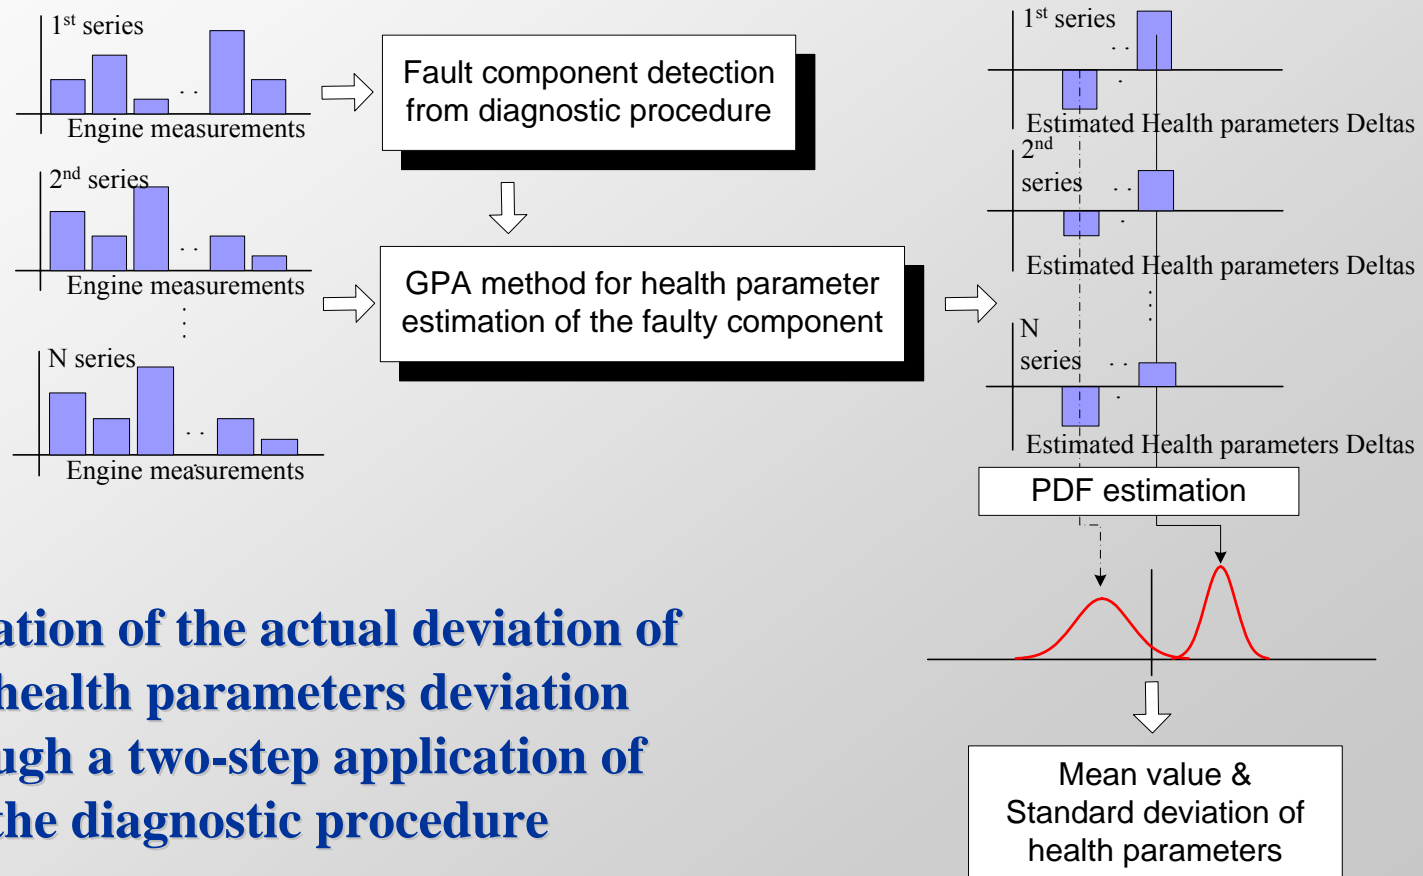 1st series
Engine measurements
2nd series
Engine measurements
N series
Engine measurements
Fault component detection
from diagnostic procedure
GPA method for health parameter
estimation of the faulty component
1st series
Estimated Health parameters Deltas
2nd
series
Estimated Health parameters Deltas
N
series
Estimated Health parameters Deltas
PDF estimation
Mean value &
Standard deviation of
health parameters
ation of the actual deviation of
health parameters deviation
ugh a two-step application of
the diagnostic procedure